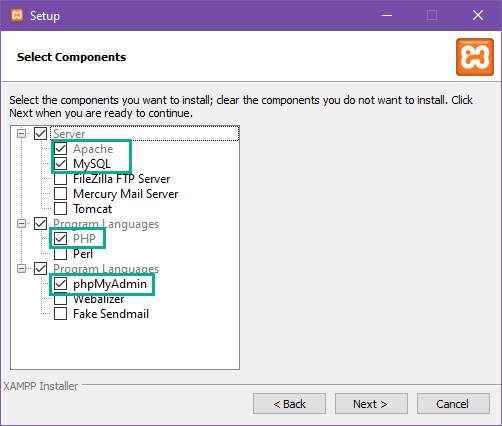 Setup
Select Components
Select the components you want to install; clear the components you do not want to install. Click
Next when you are ready to continue.
Server
Apache
MySQL
FileZilla FTP Server
Mercury Mail Server
Tomcat
Program Languages
PHP
Perl
Program Languages
phpMyAdmin
Webalizer
Fake Sendmail
XAMPP Installer
< Back
Next >
Cancel